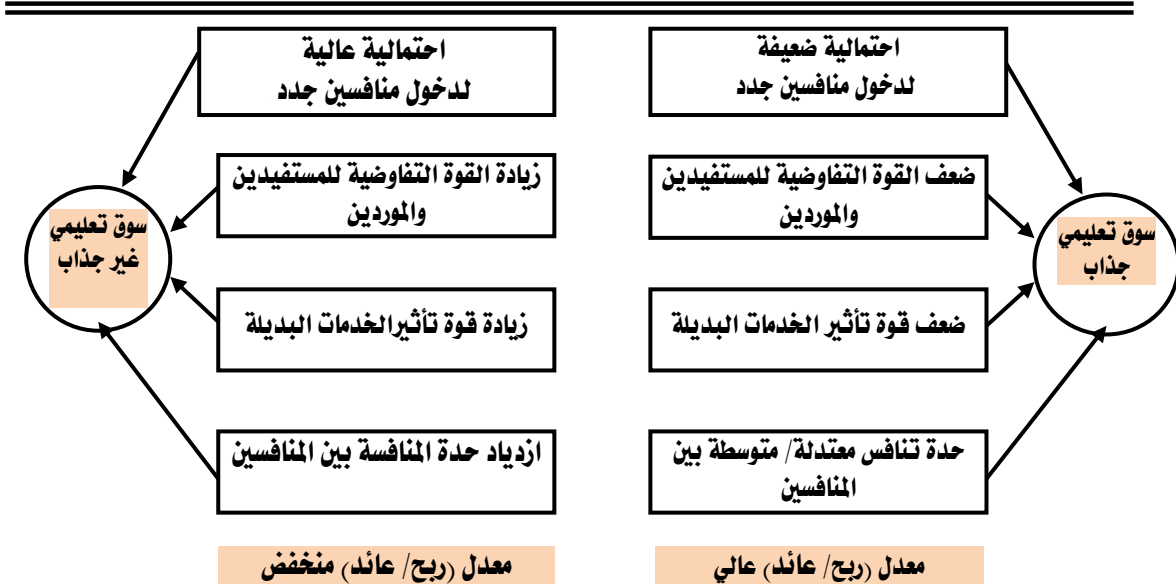 احتمالية ضعيفة
لدخول منافسين جدد
ضعف القوة التفاوضية للمستفيدين
والموردين
سوق تعليمي
جذاب
ضعف قوة تأثير الخدمات البديلة
حدة تنافس معتدلة/ متوسطة بين
المنافسين
معدل (ربح/ عائد) عالي
احتمالية عالية
لدخول منافسين جدد
زيادة القوة التفاوضية للمستفيدين
والموردين
سوق تعليمي
غير جذاب
زيادة قوة تأثيرالخدمات البديلة
ازدياد حدة المنافسة بين المنافسين
معدل (ربح/ عائد) منخفض